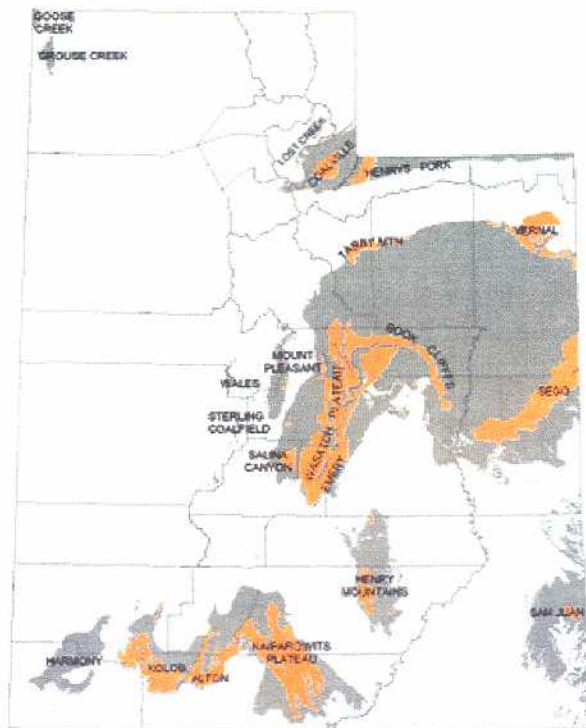 GOOSE
CREEK
GROUSE CREEK
LOST CREEK
COALVILLE
HENRYS FORK
TABBY MTN
VERNAL
BOOK CLIFFS
MOUNT
PLEASANT
WALES
WASATCH PLATEAU
SEGO
STERLING
COALFIELD
SALINA
CANYON
EMERY
HENRY
MOUNTAINS
SAN JUAN
KAIPAROWITS
PLATEAU
HARMONY
KOLOB
ALTON